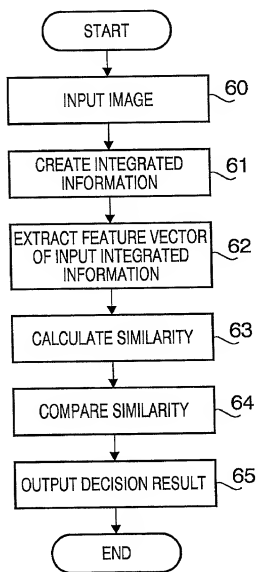 START
INPUT IMAGE
60
CREATE INTEGRATED
INFORMATION
61
EXTRACT FEATURE VECTOR
OF INPUT INTEGRATED
INFORMATION
62
CALCULATE SIMILARITY
63
COMPARE SIMILARITY
64
OUTPUT DECISION RESULT
65
END